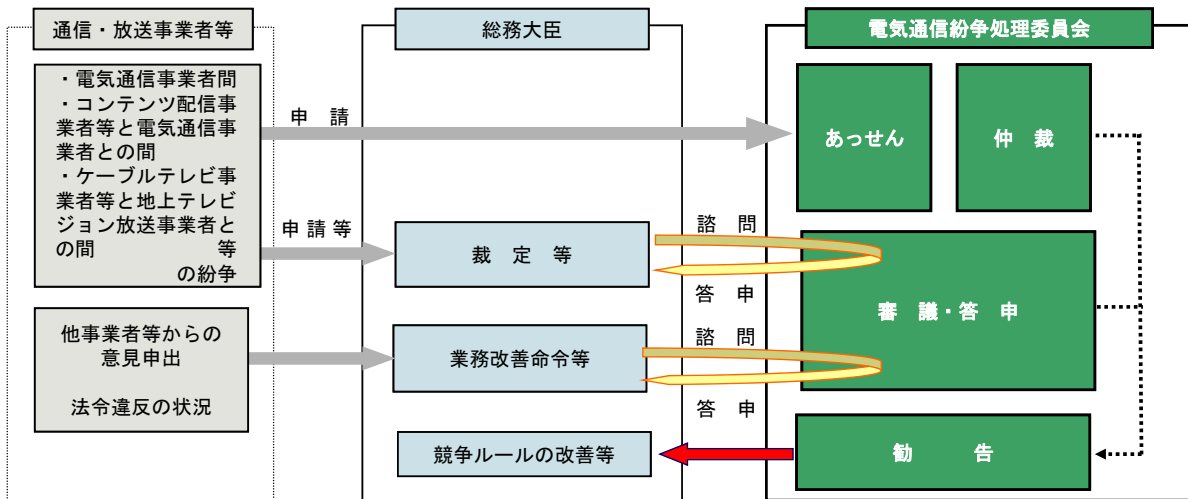 通信・放送事業者等
・電気通信事業者間
・コンテンツ配信事
業者等と電気通信事
業者との間
・ケーブルテレビ事
業者等と地上テレビ
ジョン放送事業者と
の間 等
の紛争
他事業者等からの
意見申出
法令違反の状況
申 請
申 請 等
総務大臣
裁 定 等
業務改善命令等
競争ルールの改善等
諮 問
答 申
諮 問
答 申
電気通信紛争処理委員会
あっせん
仲 裁
審 議・答 申
勧 告